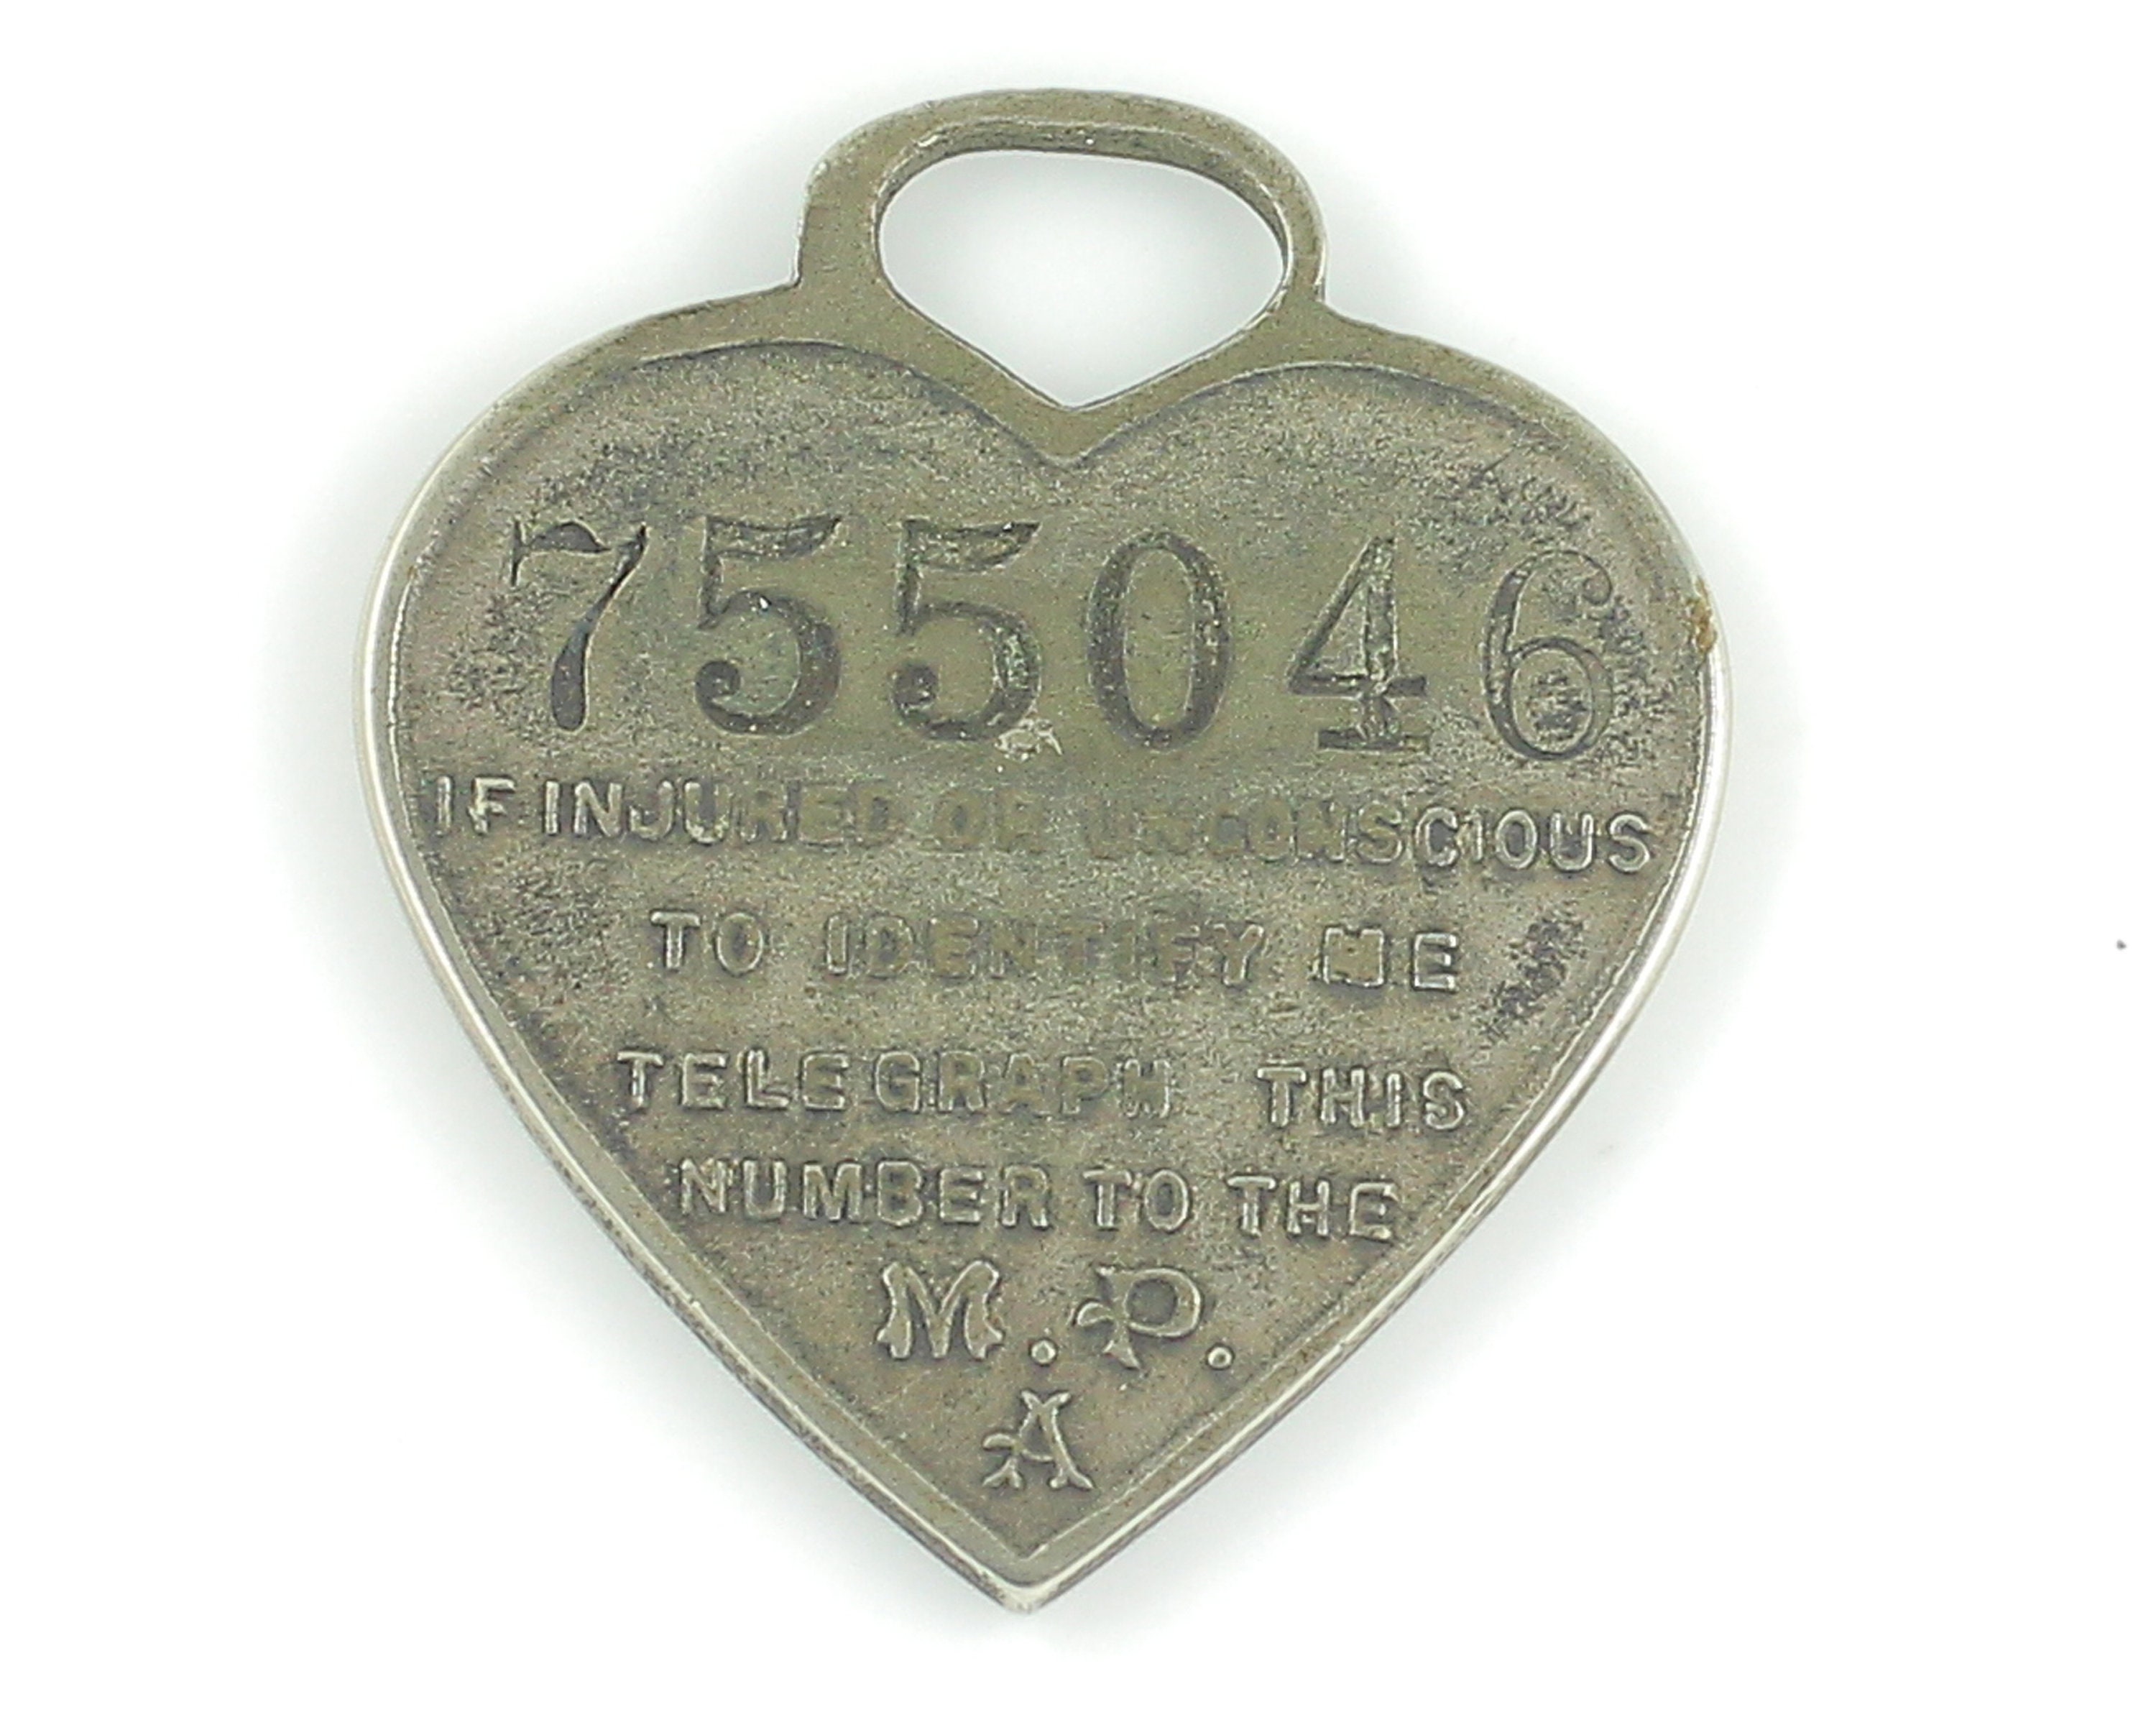 755046
IF INJURED OR UNCONSCIOUS
TO IDENTIFY ME
TELEGRAPH THIS
NUMBER TO THE
M. P.
A